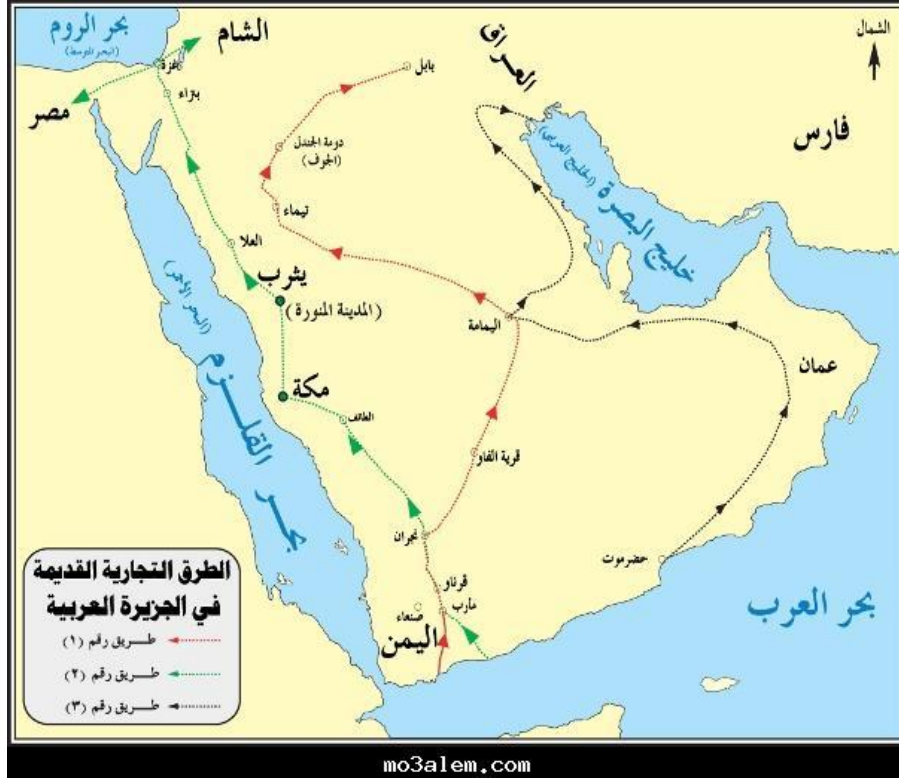 بحر الروم
(البحر المتوسط)
الشام
العراق
الشمال
غزة
بابل
بتراء
مصر
فارس
دومة الجندل
(الجوف)
خليج البصرة
(الخليج العربي)
تيماء
العلا
يثرب
(المدينة المنورة)
اليمامة
بحر القلزم
(البحر الأحمر)
عمان
مكة
الطائف
قرية الفاو
نجران
حضرموت
قرناو
مأرب
صنعاء
اليمن
بحر العرب
الطرق التجارية القديمة
في الجزيرة العربية
طريق رقم (١)
طريق رقم (٢)
طريق رقم (٣)
mo3alem.com